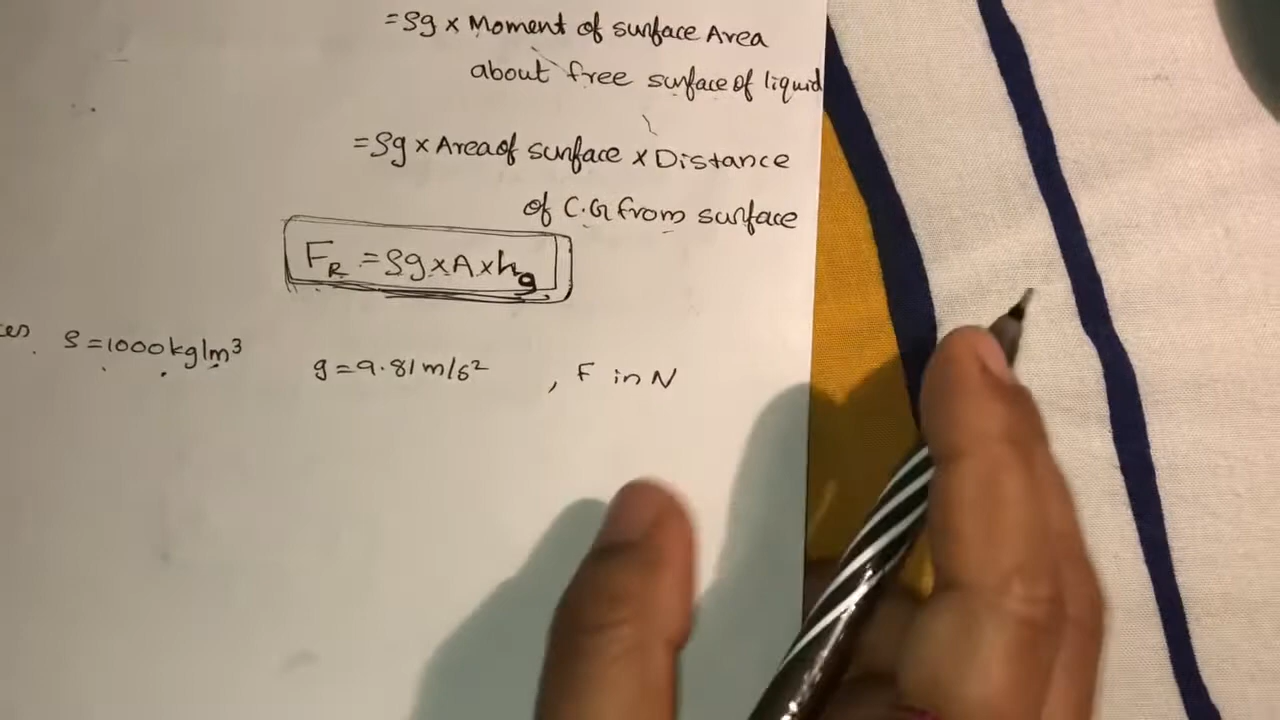 =ρg × Moment of surface Area
about free surface of liquid
=ρg × Area of surface × Distance
of C.G from surface
F_R = ρg × A × h_g
ρ = 1000 kg/m³ g = 9.81 m/s² , F in N